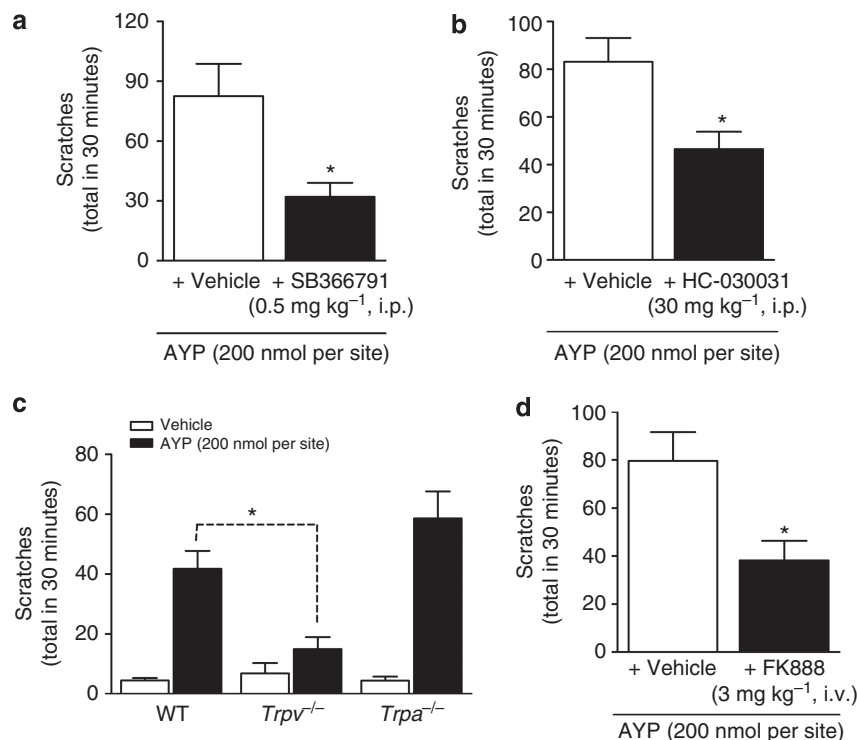 a
Scratches
(total in 30 minutes)
120
90
60
30
0
+ Vehicle
+ SB366791
(0.5 mg kg⁻¹, i.p.)
AYP (200 nmol per site)
b
Scratches
(total in 30 minutes)
100
80
60
40
20
0
*
+ Vehicle
+ HC-030031
(30 mg kg⁻¹, i.p.)
AYP (200 nmol per site)
*
c
Vehicle
AYP (200 nmol per site)
Scratches
(total in 30 minutes)
80
60
40
20
0
*
WT
Trpv⁻/⁻
Trpa⁻/⁻
d
Scratches
(total in 30 minutes)
100
80
60
40
20
0
*
+ Vehicle
+ FK888
(3 mg kg⁻¹, i.v.)
AYP (200 nmol per site)